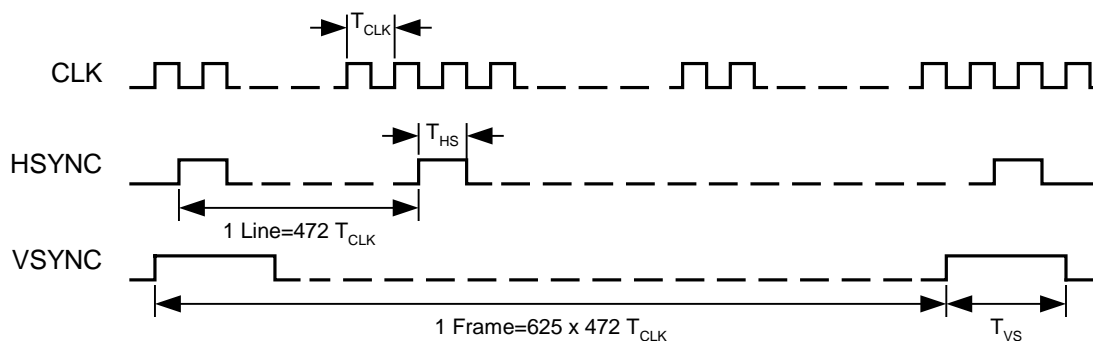 T_CLK
CLK
T_HS
HSYNC
1 Line=472 T_CLK
VSYNC
1 Frame=625 x 472 T_CLK
T_VS